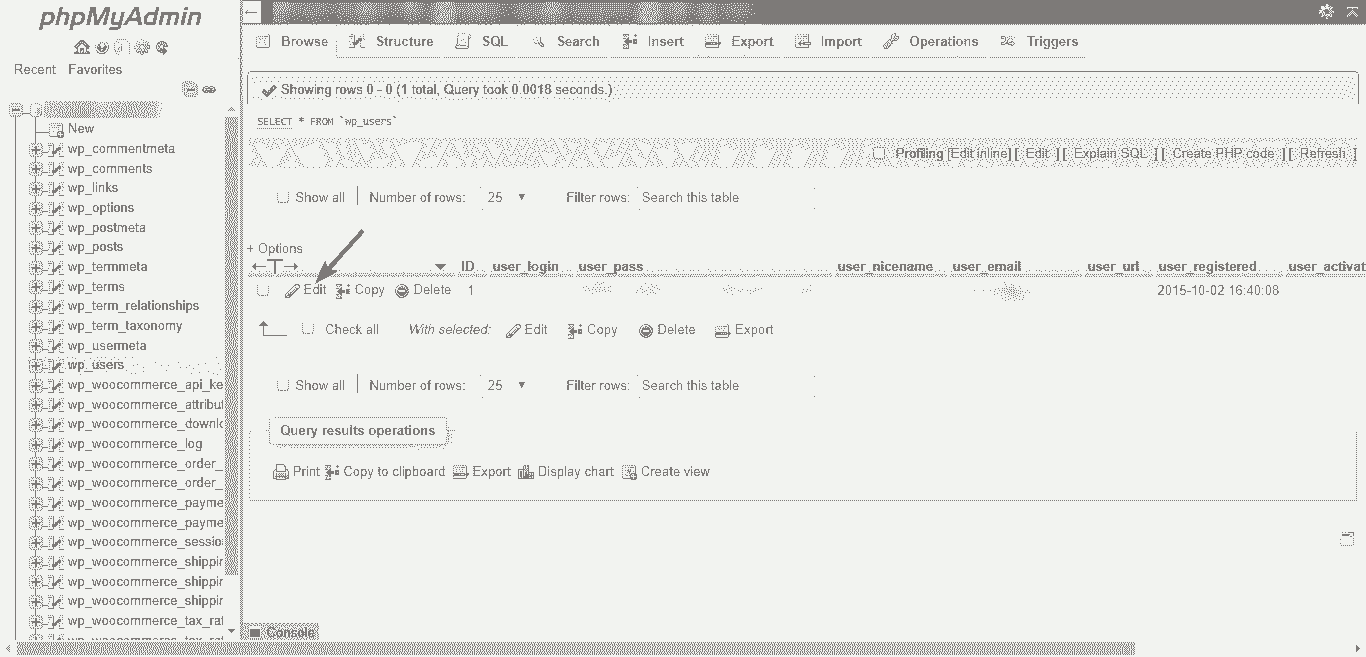 phpMyAdmin
Recent Favorites
New
wp_commentmeta
wp_comments
wp_links
wp_options
wp_postmeta
wp_posts
wp_termmeta
wp_terms
wp_term_relationships
wp_term_taxonomy
wp_usermeta
wp_users
wp_woocommerce_api_ke
wp_woocommerce_attribut
wp_woocommerce_downlo
wp_woocommerce_log
wp_woocommerce_order_
wp_woocommerce_order_
wp_woocommerce_payme
wp_woocommerce_payme
wp_woocommerce_sessio
wp_woocommerce_shippin
wp_woocommerce_shippin
wp_woocommerce_shippin
wp_woocommerce_tax_rat
wp_woocommerce_tax_rat
Browse Structure SQL Search Insert Export Import Operations Triggers
Showing rows 0 - 0 (1 total, Query took 0.0018 seconds.)
SELECT * FROM `wp_users`
Profiling [Edit inline] [ Edit ] [ Explain SQL ] [ Create PHP code ] [ Refresh ]
Show all Number of rows: 25 Filter rows: Search this table
+ Options
ID user_login user_pass user_nicename user_email user_url user_registered user_activat
Edit Copy Delete 1 2015-10-02 16:40:08
Check all With selected: Edit Copy Delete Export
Show all Number of rows: 25 Filter rows: Search this table
Query results operations
Print Copy to clipboard Export Display chart Create view
Console